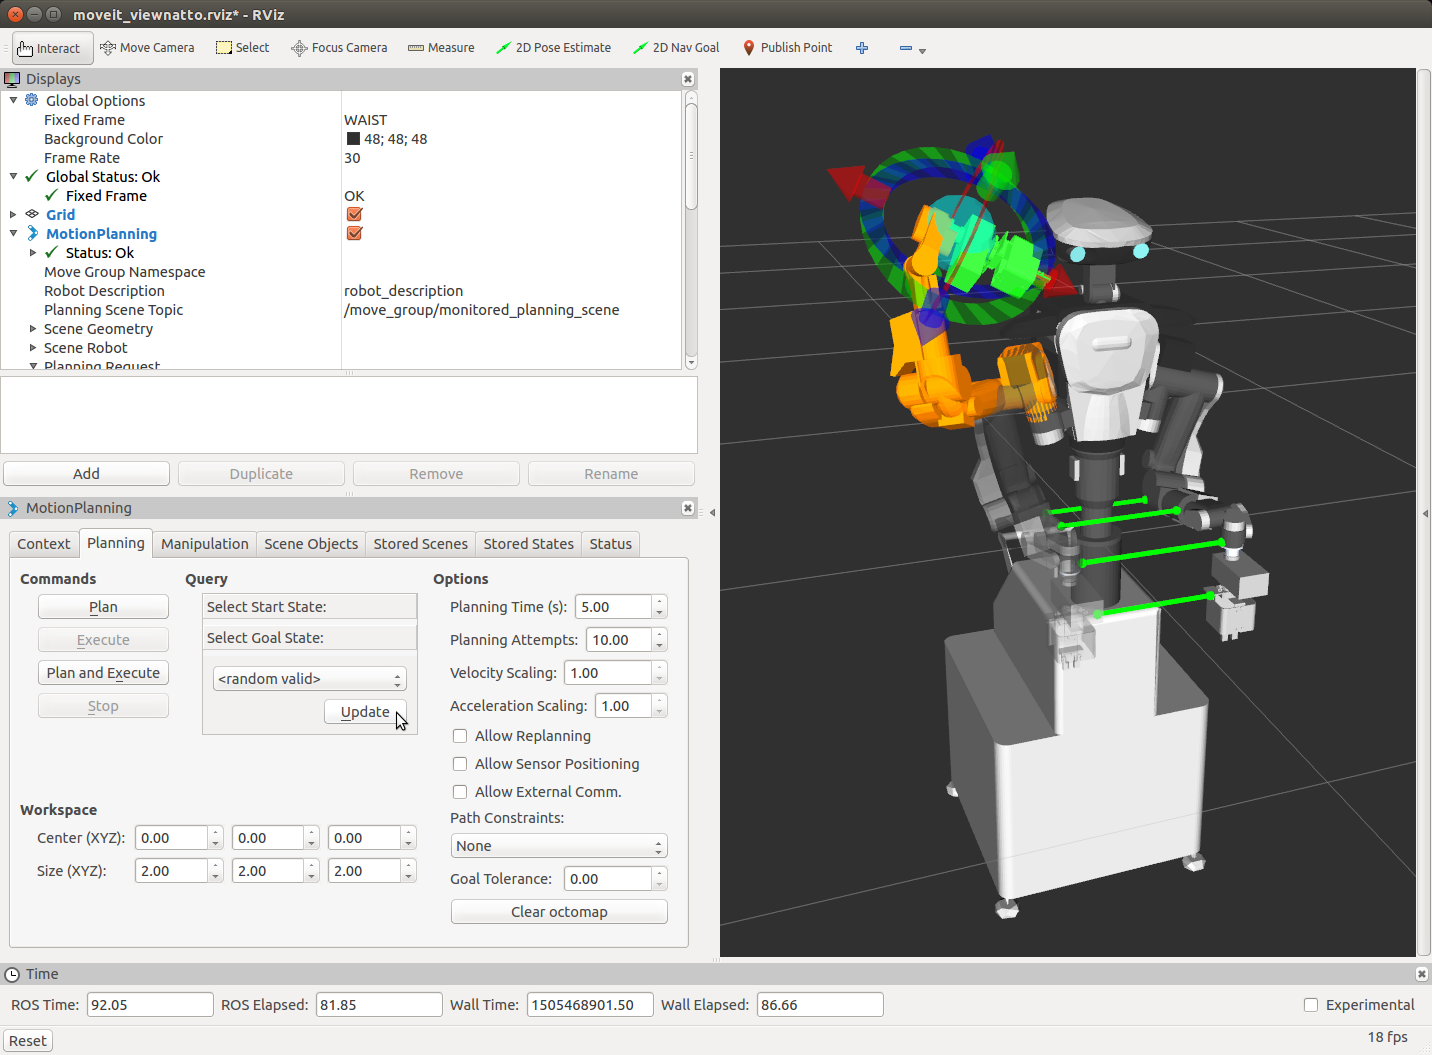 moveit_viewnatto.rviz* - RViz
Interact Move Camera Select Focus Camera Measure 2D Pose Estimate 2D Nav Goal Publish Point
Displays
Global Options
Fixed Frame WAIST
Background Color 48; 48; 48
Frame Rate 30
Global Status: Ok
Fixed Frame OK
Grid
MotionPlanning
Status: Ok
Move Group Namespace
Robot Description robot_description
Planning Scene Topic /move_group/monitored_planning_scene
Scene Geometry
Scene Robot
Planning Request
Add Duplicate Remove Rename
MotionPlanning
Context Planning Manipulation Scene Objects Stored Scenes Stored States Status
Commands Query Options
Plan Select Start State: Planning Time (s): 5.00
Execute Select Goal State: Planning Attempts: 10.00
Plan and Execute <random valid> Velocity Scaling: 1.00
Stop Update Acceleration Scaling: 1.00
Allow Replanning
Allow Sensor Positioning
Allow External Comm.
Workspace Path Constraints:
Center (XYZ): 0.00 0.00 0.00 None
Size (XYZ): 2.00 2.00 2.00 Goal Tolerance: 0.00
Clear octomap
Time
ROS Time: 92.05 ROS Elapsed: 81.85 Wall Time: 1505468901.50 Wall Elapsed: 86.66 Experimental
Reset 18 fps